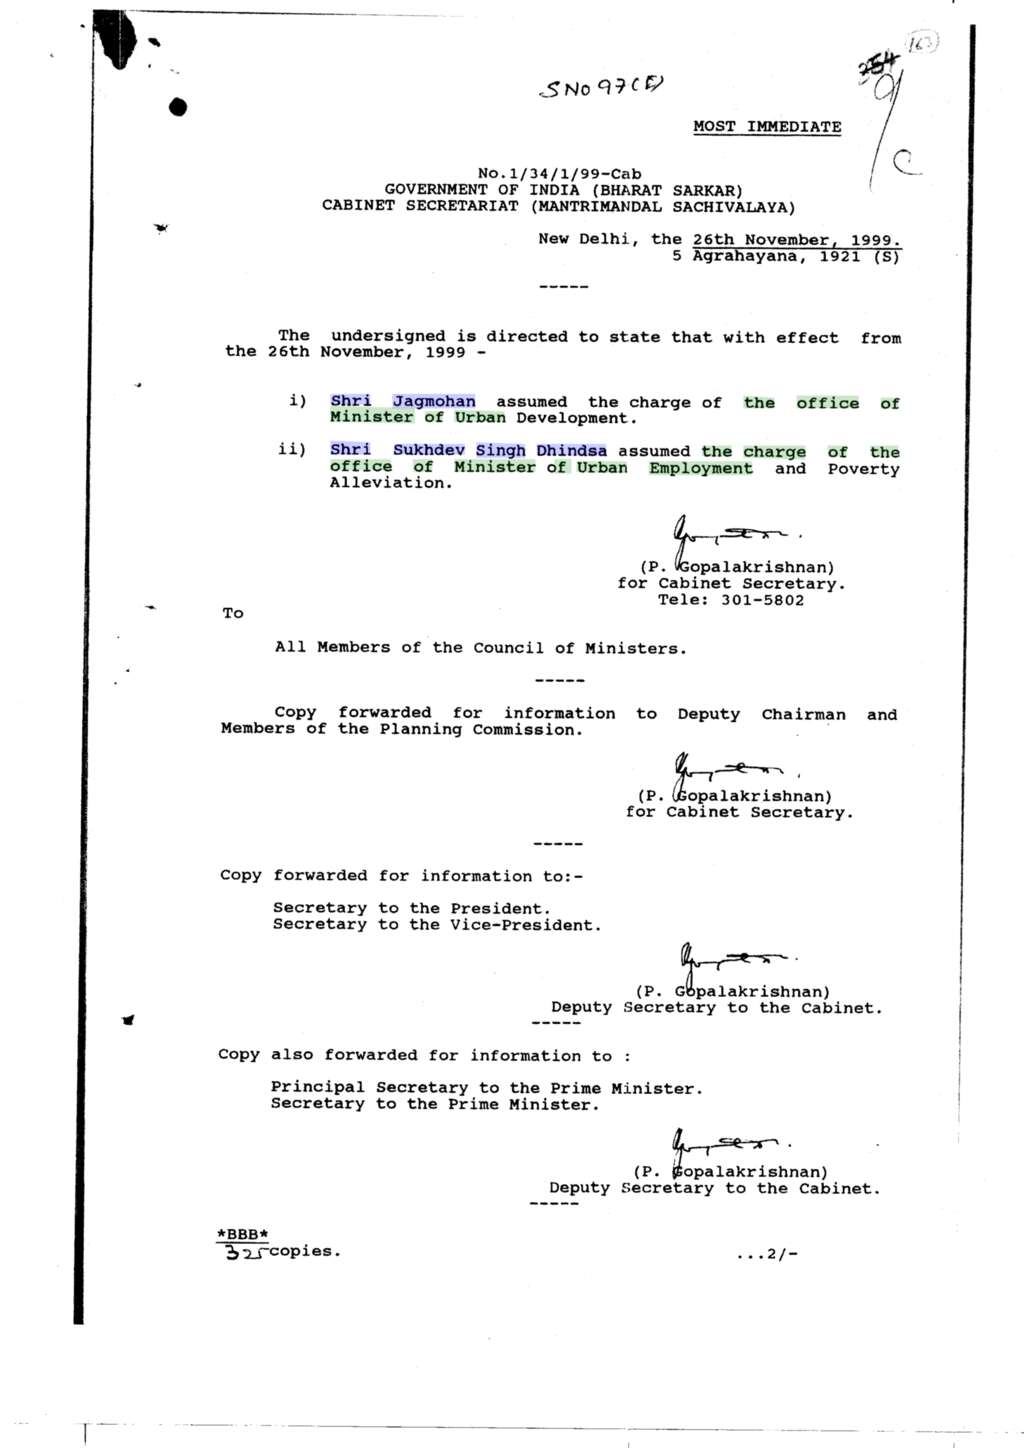 163
254
9/c
SNo 97(E)
MOST IMMEDIATE
No.1/34/1/99-Cab
GOVERNMENT OF INDIA (BHARAT SARKAR)
CABINET SECRETARIAT (MANTRIMANDAL SACHIVALAYA)
New Delhi, the 26th November, 1999.
5 Agrahayana, 1921 (S)
-----
The undersigned is directed to state that with effect from
the 26th November, 1999 -
i) Shri Jagmohan assumed the charge of the office of
Minister of Urban Development.
ii) Shri Sukhdev Singh Dhindsa assumed the charge of the
office of Minister of Urban Employment and Poverty
Alleviation.
(P. Gopalakrishnan)
for Cabinet Secretary.
Tele: 301-5802
To
All Members of the Council of Ministers.
-----
Copy forwarded for information to Deputy Chairman and
Members of the Planning Commission.
(P. Gopalakrishnan)
for Cabinet Secretary.
-----
Copy forwarded for information to:-
Secretary to the President.
Secretary to the Vice-President.
(P. Gopalakrishnan)
Deputy Secretary to the Cabinet.
-----
Copy also forwarded for information to :
Principal Secretary to the Prime Minister.
Secretary to the Prime Minister.
(P. Gopalakrishnan)
Deputy Secretary to the Cabinet.
-----
*BBB*
325 copies.
...2/-